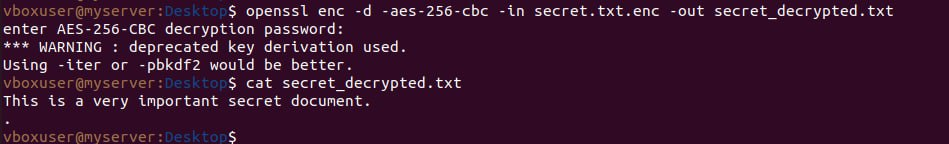 vboxuser@myserver:Desktop$ openssl enc -d -aes-256-cbc -in secret.txt.enc -out secret_decrypted.txt
enter AES-256-CBC decryption password:
*** WARNING : deprecated key derivation used.
Using -iter or -pbkdf2 would be better.
vboxuser@myserver:Desktop$ cat secret_decrypted.txt
This is a very important secret document.
.
vboxuser@myserver:Desktop$